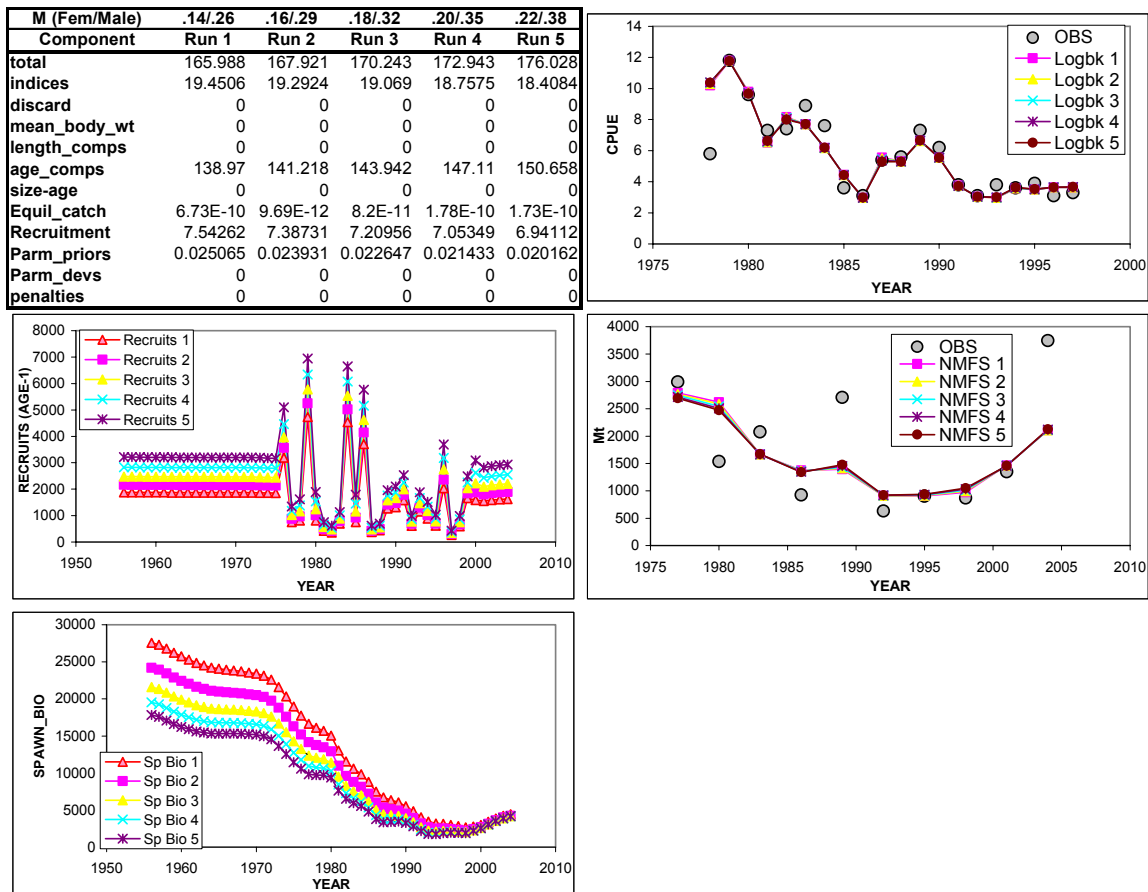 M (Fem/Male) .14/.26 .16/.29 .18/.32 .20/.35 .22/.38
Component Run 1 Run 2 Run 3 Run 4 Run 5
total 165.988 167.921 170.243 172.943 176.028
indices 19.4506 19.2924 19.069 18.7575 18.4084
discard 0 0 0 0 0
mean_body_wt 0 0 0 0 0
length_comps 0 0 0 0 0
age_comps 138.97 141.218 143.942 147.11 150.658
size-age 0 0 0 0 0
Equil_catch 6.73E-10 9.69E-12 8.2E-11 1.78E-10 1.73E-10
Recruitment 7.54262 7.38731 7.20956 7.05349 6.94112
Parm_priors 0.025065 0.023931 0.022647 0.021433 0.020162
Parm_devs 0 0 0 0 0
penalties 0 0 0 0 0
CPUE
14
12
10
8
6
4
2
0
1975 1980 1985 1990 1995 2000
YEAR
OBS
Logbk 1
Logbk 2
Logbk 3
Logbk 4
Logbk 5
RECRUITS (AGE-1)
8000
7000
6000
5000
4000
3000
2000
1000
0
1950 1960 1970 1980 1990 2000 2010
YEAR
Recruits 1
Recruits 2
Recruits 3
Recruits 4
Recruits 5
Mt
4000
3500
3000
2500
2000
1500
1000
500
0
1975 1980 1985 1990 1995 2000 2005
YEAR
OBS
NMFS 1
NMFS 2
NMFS 3
NMFS 4
NMFS 5
SPAWN_BIO
30000
25000
20000
15000
10000
5000
0
1950 1960 1970 1980 1990 2000 2010
YEAR
Sp Bio 1
Sp Bio 2
Sp Bio 3
Sp Bio 4
Sp Bio 5